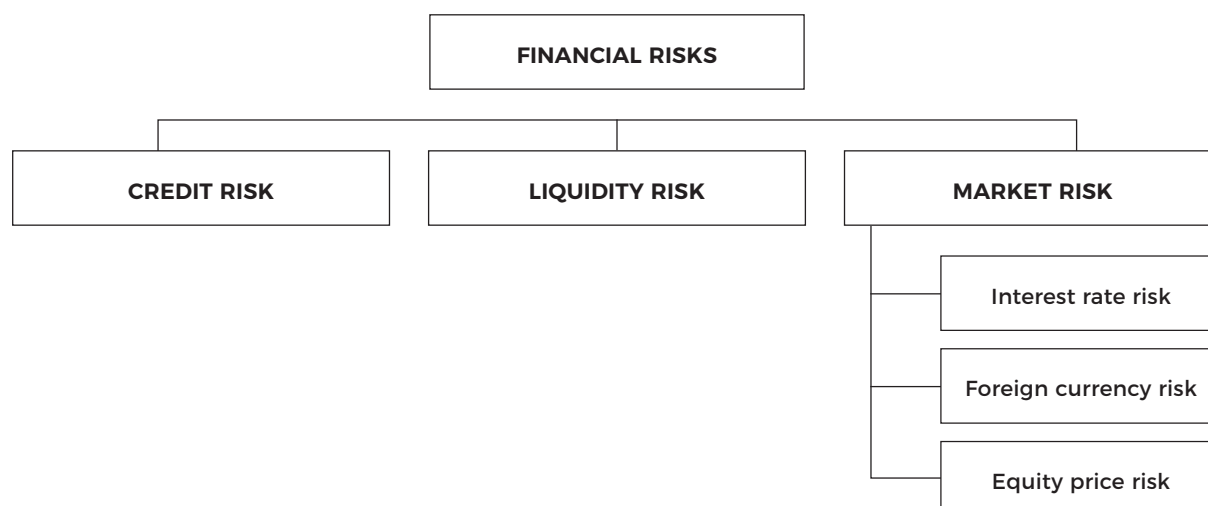 FINANCIAL RISKS
CREDIT RISK
LIQUIDITY RISK
MARKET RISK
Interest rate risk
Foreign currency risk
Equity price risk